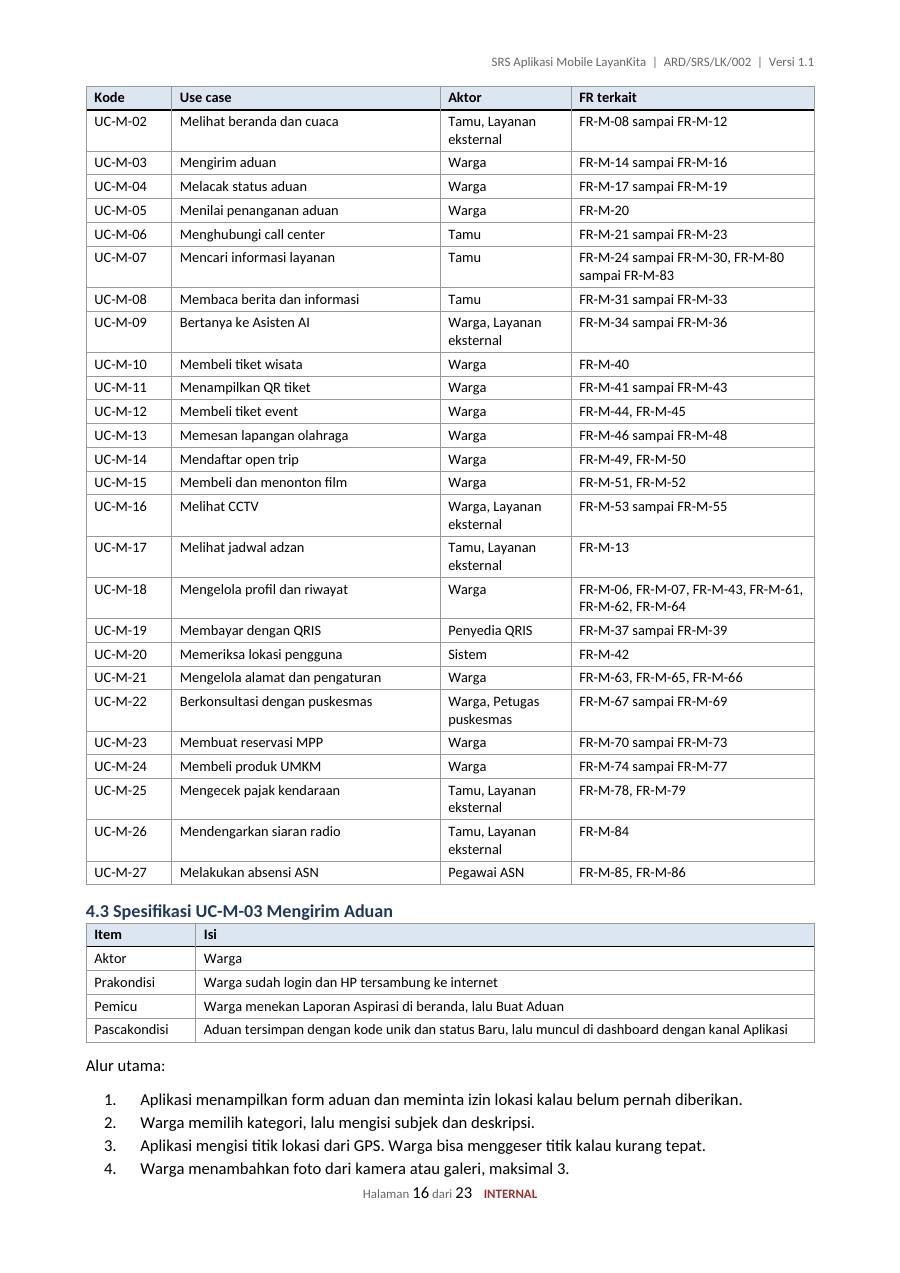 SRS Aplikasi Mobile LayanKita | ARD/SRS/LK/002 | Versi 1.1
Kode Use case Aktor FR terkait
UC-M-02 Melihat beranda dan cuaca Tamu, Layanan eksternal FR-M-08 sampai FR-M-12
UC-M-03 Mengirim aduan Warga FR-M-14 sampai FR-M-16
UC-M-04 Melacak status aduan Warga FR-M-17 sampai FR-M-19
UC-M-05 Menilai penanganan aduan Warga FR-M-20
UC-M-06 Menghubungi call center Tamu FR-M-21 sampai FR-M-23
UC-M-07 Mencari informasi layanan Tamu FR-M-24 sampai FR-M-30, FR-M-80 sampai FR-M-83
UC-M-08 Membaca berita dan informasi Tamu FR-M-31 sampai FR-M-33
UC-M-09 Bertanya ke Asisten AI Warga, Layanan eksternal FR-M-34 sampai FR-M-36
UC-M-10 Membeli tiket wisata Warga FR-M-40
UC-M-11 Menampilkan QR tiket Warga FR-M-41 sampai FR-M-43
UC-M-12 Membeli tiket event Warga FR-M-44, FR-M-45
UC-M-13 Memesan lapangan olahraga Warga FR-M-46 sampai FR-M-48
UC-M-14 Mendaftar open trip Warga FR-M-49, FR-M-50
UC-M-15 Membeli dan menonton film Warga FR-M-51, FR-M-52
UC-M-16 Melihat CCTV Warga, Layanan eksternal FR-M-53 sampai FR-M-55
UC-M-17 Melihat jadwal adzan Tamu, Layanan eksternal FR-M-13
UC-M-18 Mengelola profil dan riwayat Warga FR-M-06, FR-M-07, FR-M-43, FR-M-61, FR-M-62, FR-M-64
UC-M-19 Membayar dengan QRIS Penyedia QRIS FR-M-37 sampai FR-M-39
UC-M-20 Memeriksa lokasi pengguna Sistem FR-M-42
UC-M-21 Mengelola alamat dan pengaturan Warga FR-M-63, FR-M-65, FR-M-66
UC-M-22 Berkonsultasi dengan puskesmas Warga, Petugas puskesmas FR-M-67 sampai FR-M-69
UC-M-23 Membuat reservasi MPP Warga FR-M-70 sampai FR-M-73
UC-M-24 Membeli produk UMKM Warga FR-M-74 sampai FR-M-77
UC-M-25 Mengecek pajak kendaraan Tamu, Layanan eksternal FR-M-78, FR-M-79
UC-M-26 Mendengarkan siaran radio Tamu, Layanan eksternal FR-M-84
UC-M-27 Melakukan absensi ASN Pegawai ASN FR-M-85, FR-M-86
4.3 Spesifikasi UC-M-03 Mengirim Aduan
Item Isi
Aktor Warga
Prakondisi Warga sudah login dan HP tersambung ke internet
Pemicu Warga menekan Laporan Aspirasi di beranda, lalu Buat Aduan
Pascakondisi Aduan tersimpan dengan kode unik dan status Baru, lalu muncul di dashboard dengan kanal Aplikasi
Alur utama:
1. Aplikasi menampilkan form aduan dan meminta izin lokasi kalau belum pernah diberikan.
2. Warga memilih kategori, lalu mengisi subjek dan deskripsi.
3. Aplikasi mengisi titik lokasi dari GPS. Warga bisa menggeser titik kalau kurang tepat.
4. Warga menambahkan foto dari kamera atau galeri, maksimal 3.
Halaman 16 dari 23 INTERNAL